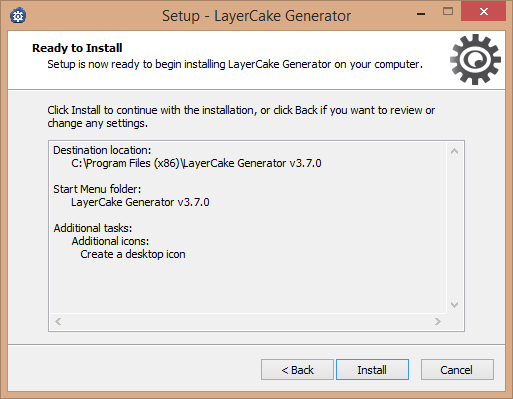 Setup - LayerCake Generator
Ready to Install
Setup is now ready to begin installing LayerCake Generator on your computer.
Click Install to continue with the installation, or click Back if you want to review or
change any settings.
Destination location:
C:\Program Files (x86)\LayerCake Generator v3.7.0
Start Menu folder:
LayerCake Generator v3.7.0
Additional tasks:
Additional icons:
Create a desktop icon
< Back
Install
Cancel